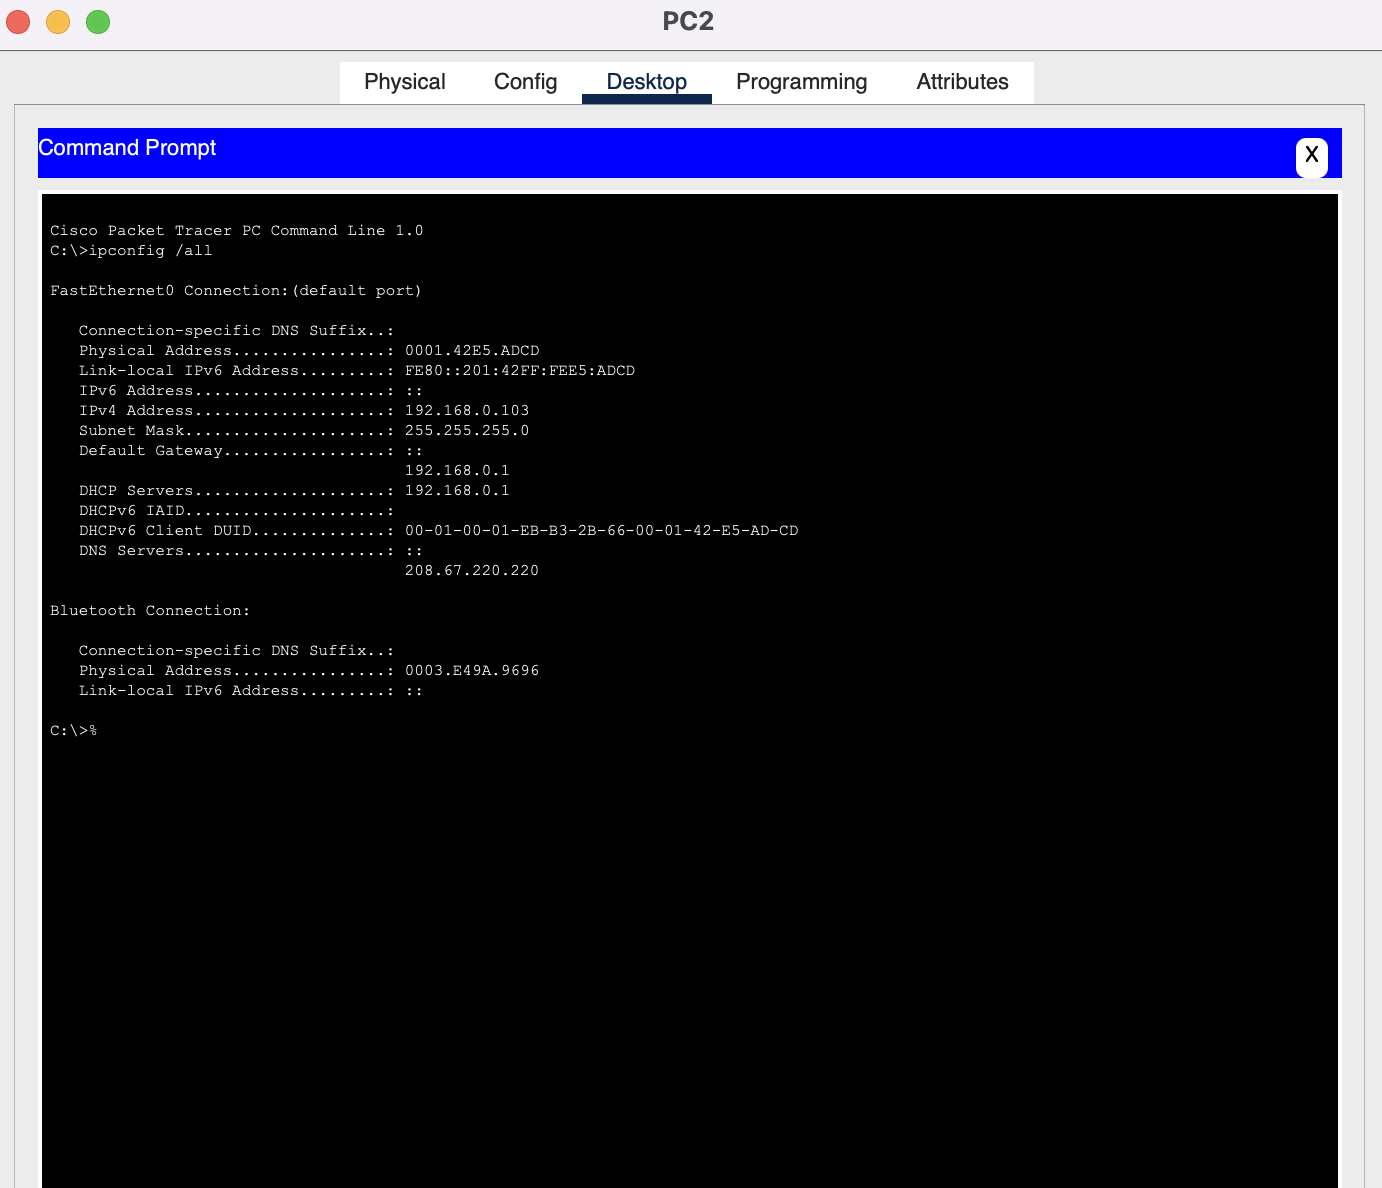 PC2
Physical Config Desktop Programming Attributes
Command Prompt
X
Cisco Packet Tracer PC Command Line 1.0
C:\>ipconfig /all
FastEthernet0 Connection:(default port)
Connection-specific DNS Suffix..:
Physical Address................: 0001.42E5.ADCD
Link-local IPv6 Address.........: FE80::201:42FF:FEE5:ADCD
IPv6 Address....................: ::
IPv4 Address....................: 192.168.0.103
Subnet Mask.....................: 255.255.255.0
Default Gateway.................: ::
192.168.0.1
DHCP Servers....................: 192.168.0.1
DHCPv6 IAID.....................:
DHCPv6 Client DUID..............: 00-01-00-01-EB-B3-2B-66-00-01-42-E5-AD-CD
DNS Servers.....................: ::
208.67.220.220
Bluetooth Connection:
Connection-specific DNS Suffix..:
Physical Address................: 0003.E49A.9696
Link-local IPv6 Address.........: ::
C:\>%